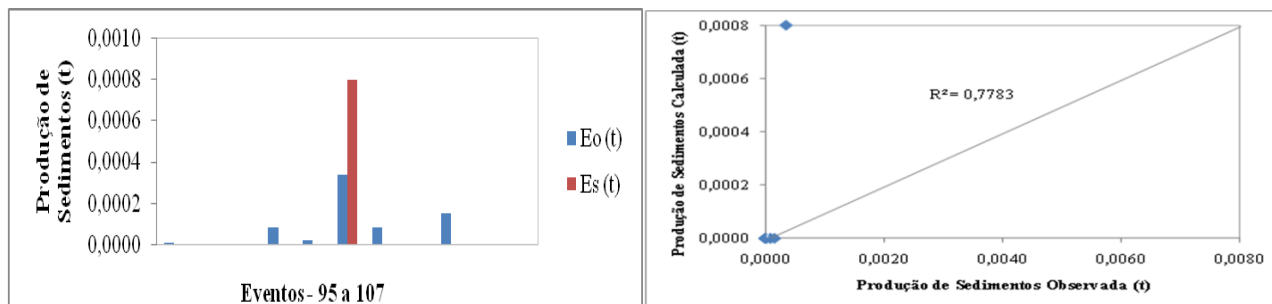 Produção de
Sedimentos (t)
0,0010
0,0008
0,0006
0,0004
0,0002
0,0000
Eventos - 95 a 107
Eo (t)
Es (t)
Produção de Sedimentos Calculada (t)
0,0008
0,0006
0,0004
0,0002
0,0000
R²= 0,7783
0,0000
0,0020
0,0040
0,0060
0,0080
Produção de Sedimentos Observada (t)